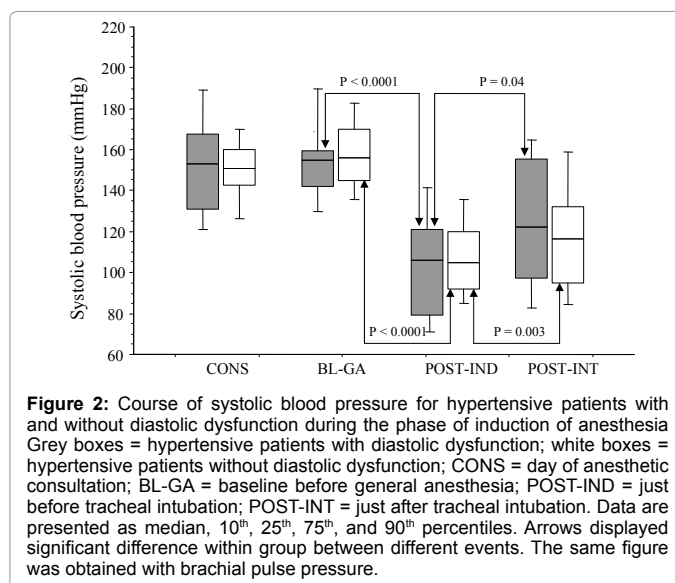 220
200
180
160
140
120
100
80
60
Systolic blood pressure (mmHg)
P < 0.0001
P = 0.04
P < 0.0001
P = 0.003
CONS
BL-GA
POST-IND
POST-INT
Figure 2: Course of systolic blood pressure for hypertensive patients with
and without diastolic dysfunction during the phase of induction of anesthesia
Grey boxes = hypertensive patients with diastolic dysfunction; white boxes =
hypertensive patients without diastolic dysfunction; CONS = day of anesthetic
consultation; BL-GA = baseline before general anesthesia; POST-IND = just
before tracheal intubation; POST-INT = just after tracheal intubation. Data are
presented as median, 10th, 25th, 75th, and 90th percentiles. Arrows displayed
significant difference within group between different events. The same figure
was obtained with brachial pulse pressure.